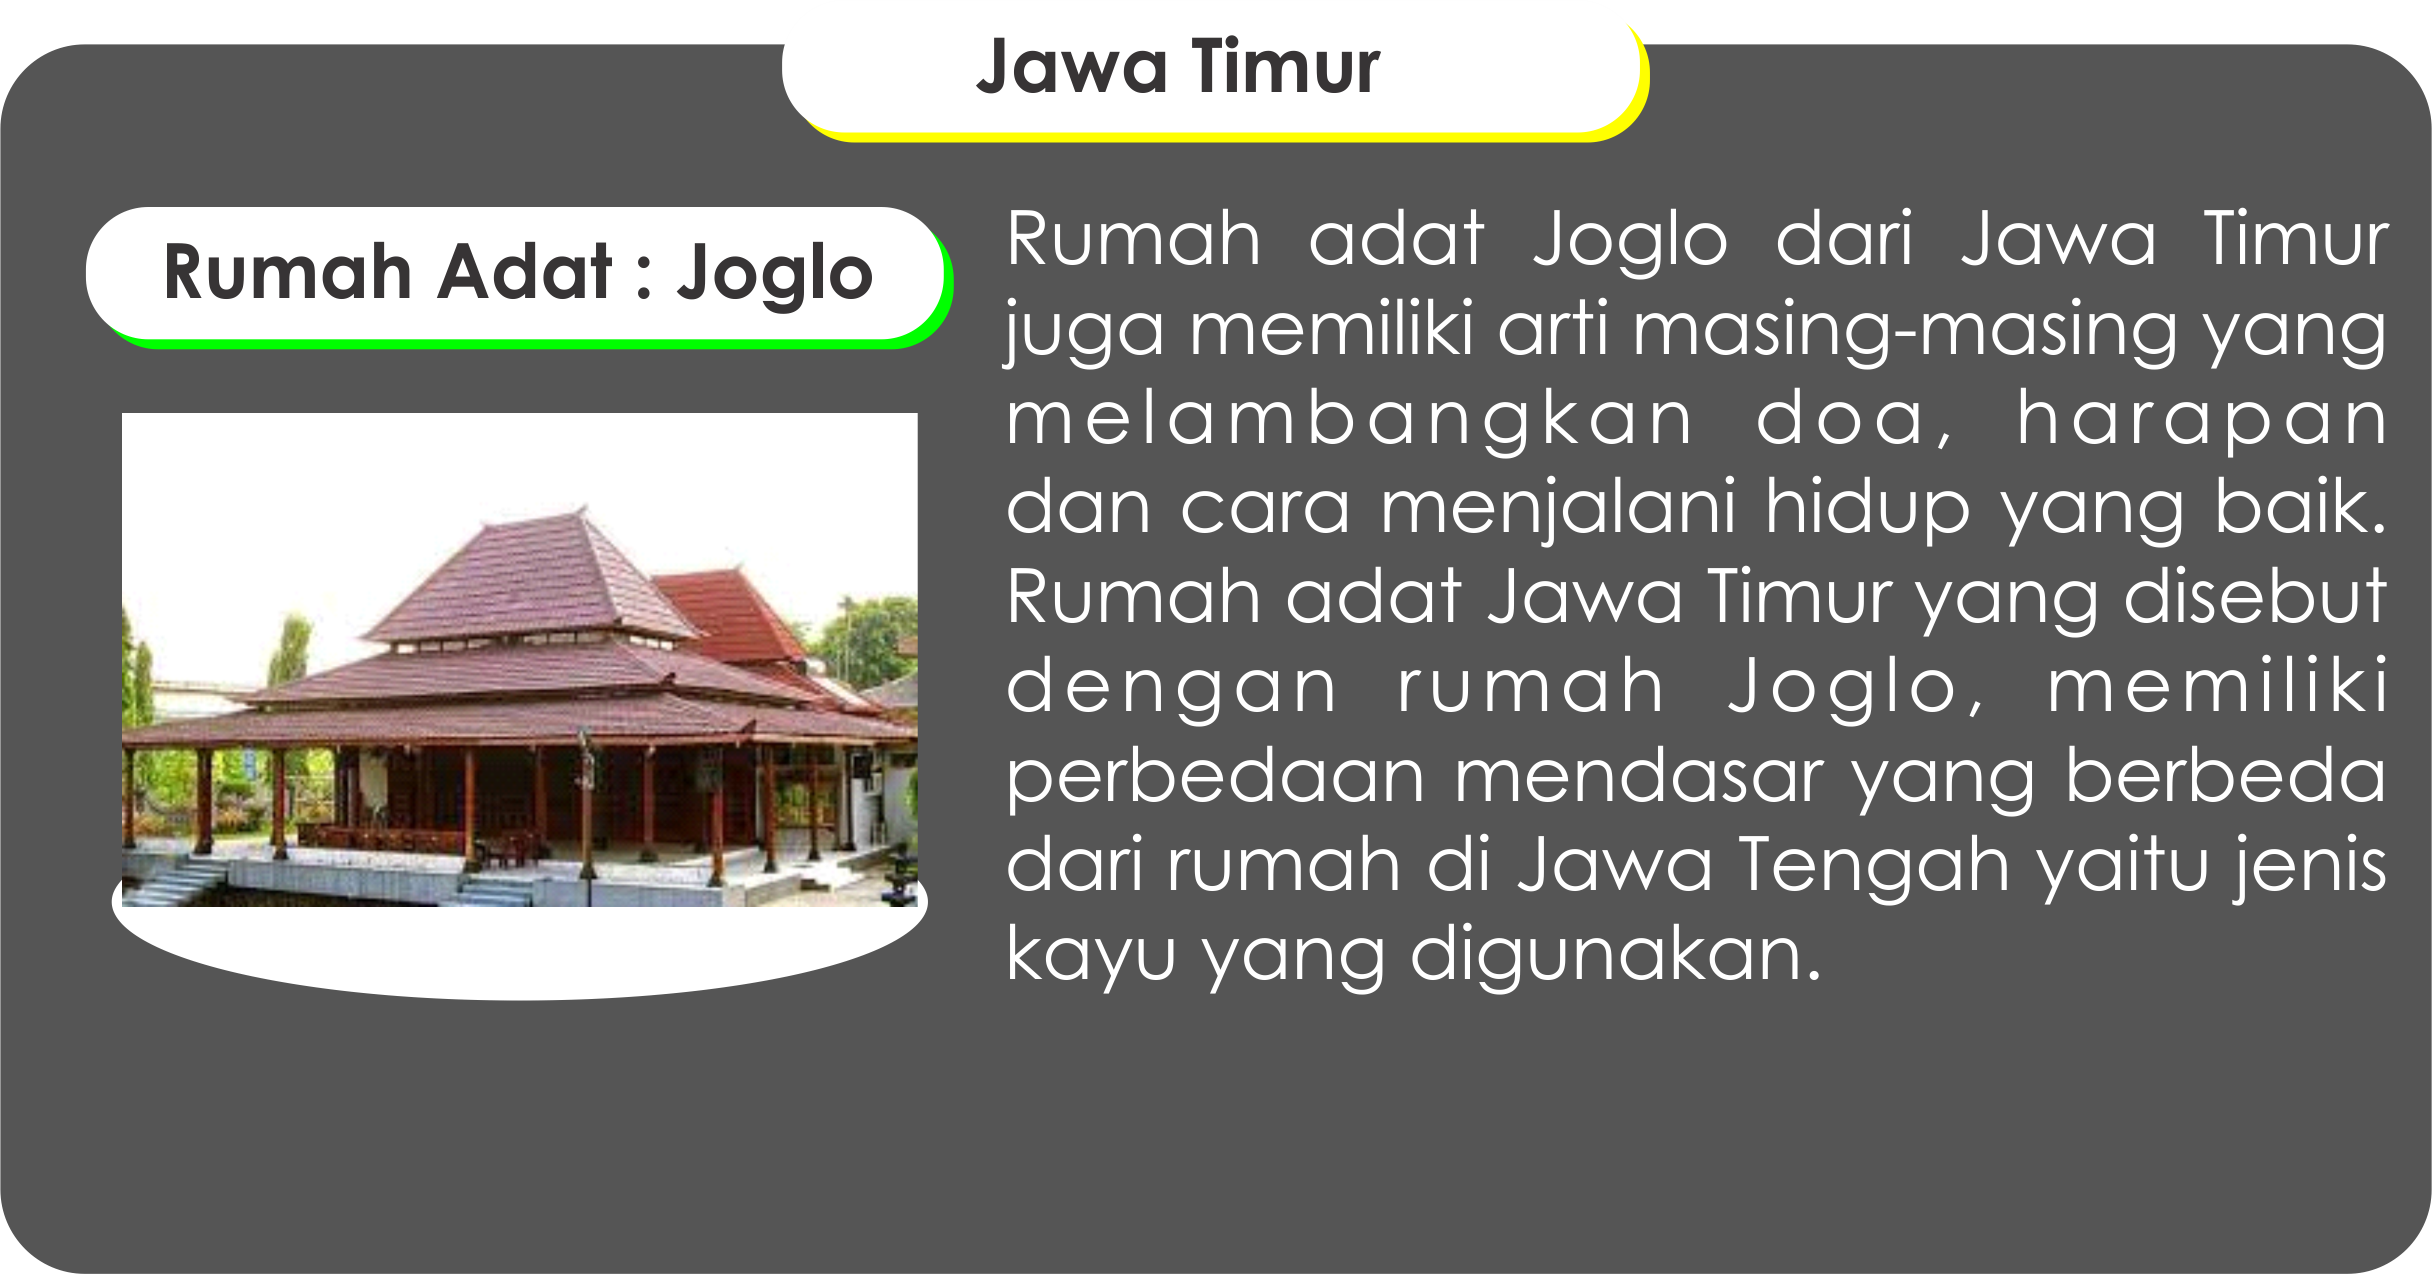 Jawa Timur
Rumah Adat : Joglo
Rumah adat Joglo dari Jawa Timur
juga memiliki arti masing-masing yang
melambangkan doa, harapan
dan cara menjalani hidup yang baik.
Rumah adat Jawa Timur yang disebut
dengan rumah Joglo, memiliki
perbedaan mendasar yang berbeda
dari rumah di Jawa Tengah yaitu jenis
kayu yang digunakan.